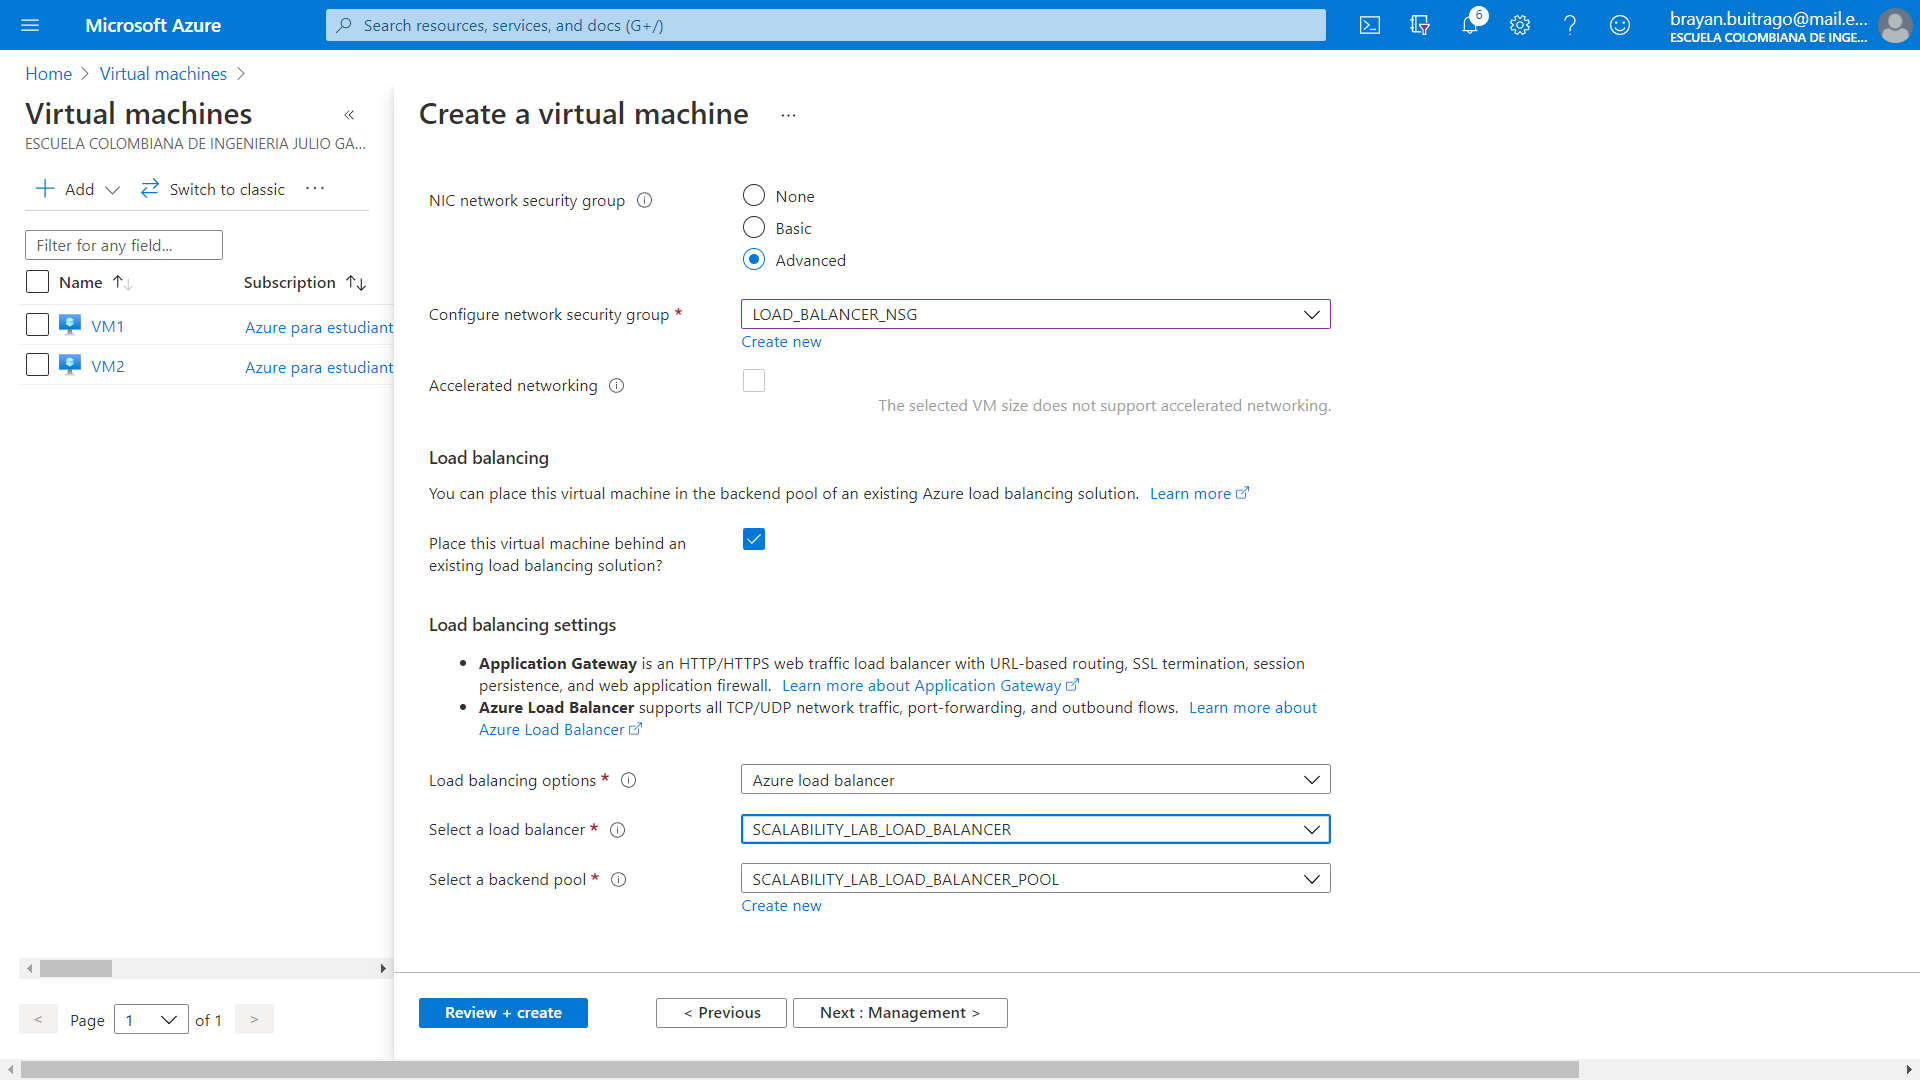 Microsoft Azure
Search resources, services, and docs (G+/)
6
brayan.buitrago@mail.e...
ESCUELA COLOMBIANA DE INGE...
Home > Virtual machines >
Virtual machines «
ESCUELA COLOMBIANA DE INGENIERIA JULIO GA...
Add Switch to classic ...
Filter for any field...
Name Subscription
VM1 Azure para estudiant
VM2 Azure para estudiant
< Page 1 of 1 >
Create a virtual machine ...
NIC network security group
None
Basic
Advanced
Configure network security group *
LOAD_BALANCER_NSG
Create new
Accelerated networking
The selected VM size does not support accelerated networking.
Load balancing
You can place this virtual machine in the backend pool of an existing Azure load balancing solution. Learn more
Place this virtual machine behind an
existing load balancing solution?
Load balancing settings
• Application Gateway is an HTTP/HTTPS web traffic load balancer with URL-based routing, SSL termination, session
persistence, and web application firewall. Learn more about Application Gateway
• Azure Load Balancer supports all TCP/UDP network traffic, port-forwarding, and outbound flows. Learn more about
Azure Load Balancer
Load balancing options * Azure load balancer
Select a load balancer * SCALABILITY_LAB_LOAD_BALANCER
Select a backend pool * SCALABILITY_LAB_LOAD_BALANCER_POOL
Create new
Review + create < Previous Next : Management >